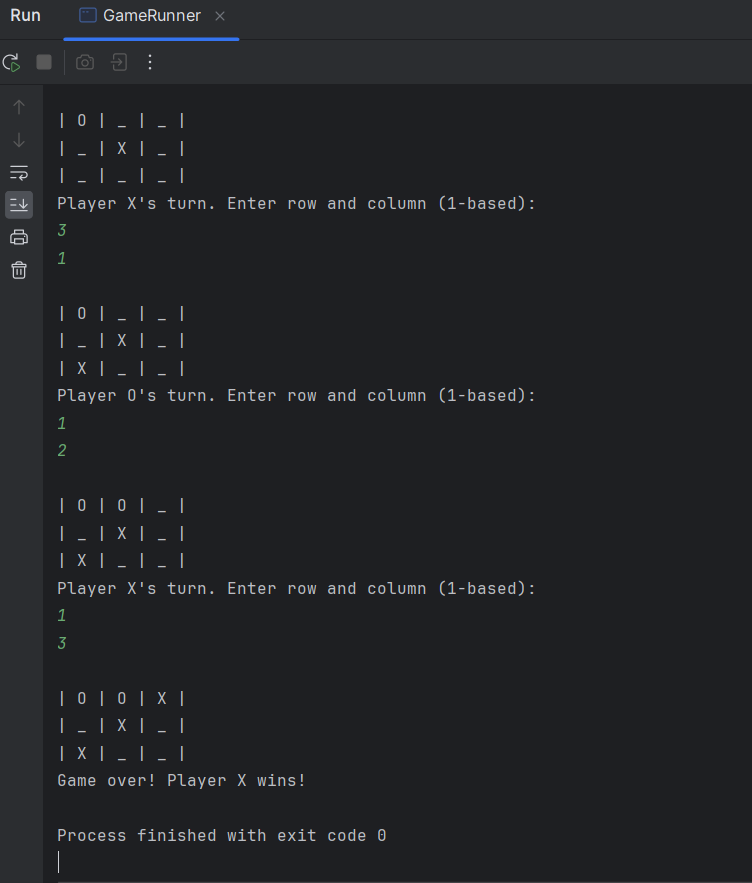 Run GameRunner
| O | _ | _ |
| _ | X | _ |
| _ | _ | _ |
Player X's turn. Enter row and column (1-based):
3
1
| O | _ | _ |
| _ | X | _ |
| X | _ | _ |
Player O's turn. Enter row and column (1-based):
1
2
| O | O | _ |
| _ | X | _ |
| X | _ | _ |
Player X's turn. Enter row and column (1-based):
1
3
| O | O | X |
| _ | X | _ |
| X | _ | _ |
Game over! Player X wins!
Process finished with exit code 0